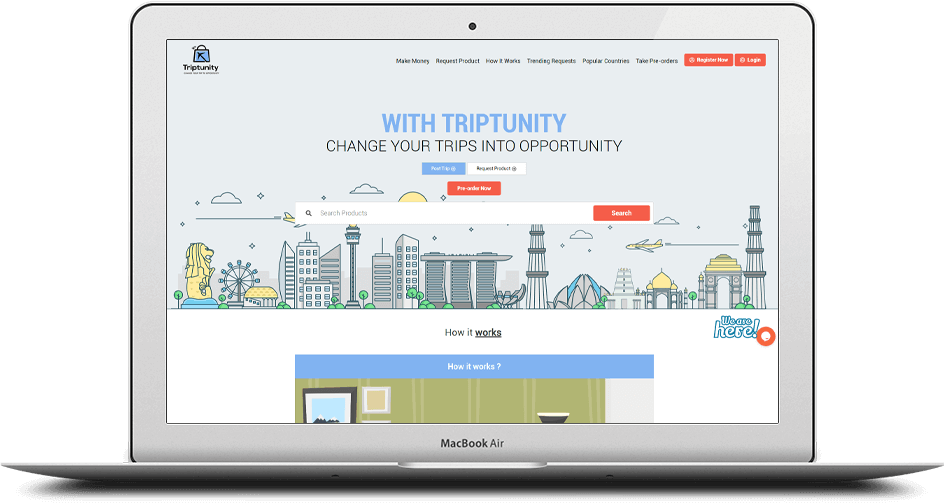 Triptunity
Make Money Request Product How it Works Trending Requests Popular Countries Take Pre-orders Register Now Login
WITH TRIPTUNITY
CHANGE YOUR TRIPS INTO OPPORTUNITY
Post Trip Request Product
Pre-order Now
Search Products Search
We are
here!
How it works
How it works ?
MacBook Air